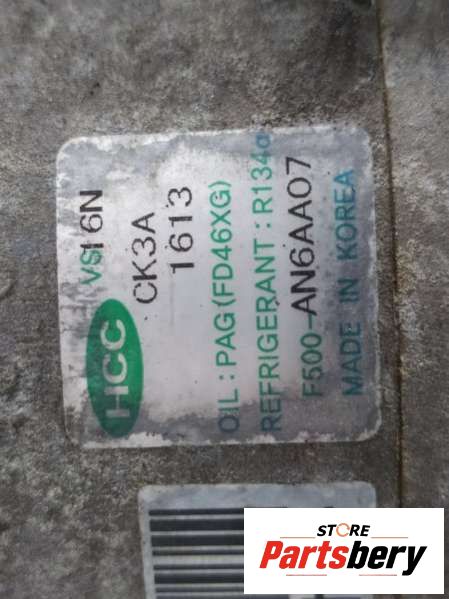 HCC VS16N
CK3A
1613
OIL : PAG(FD46XG)
REFRIGERANT : R134a
F500-AN6AA07
MADE IN KOREA
STORE
Partsbery